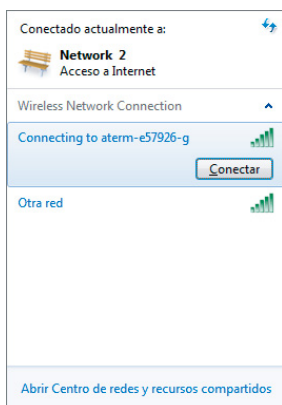 Conectado actualmente a:
Network 2
Acceso a Internet
Wireless Network Connection
Connecting to aterm-e57926-g
Conectar
Otra red
Abrir Centro de redes y recursos compartidos